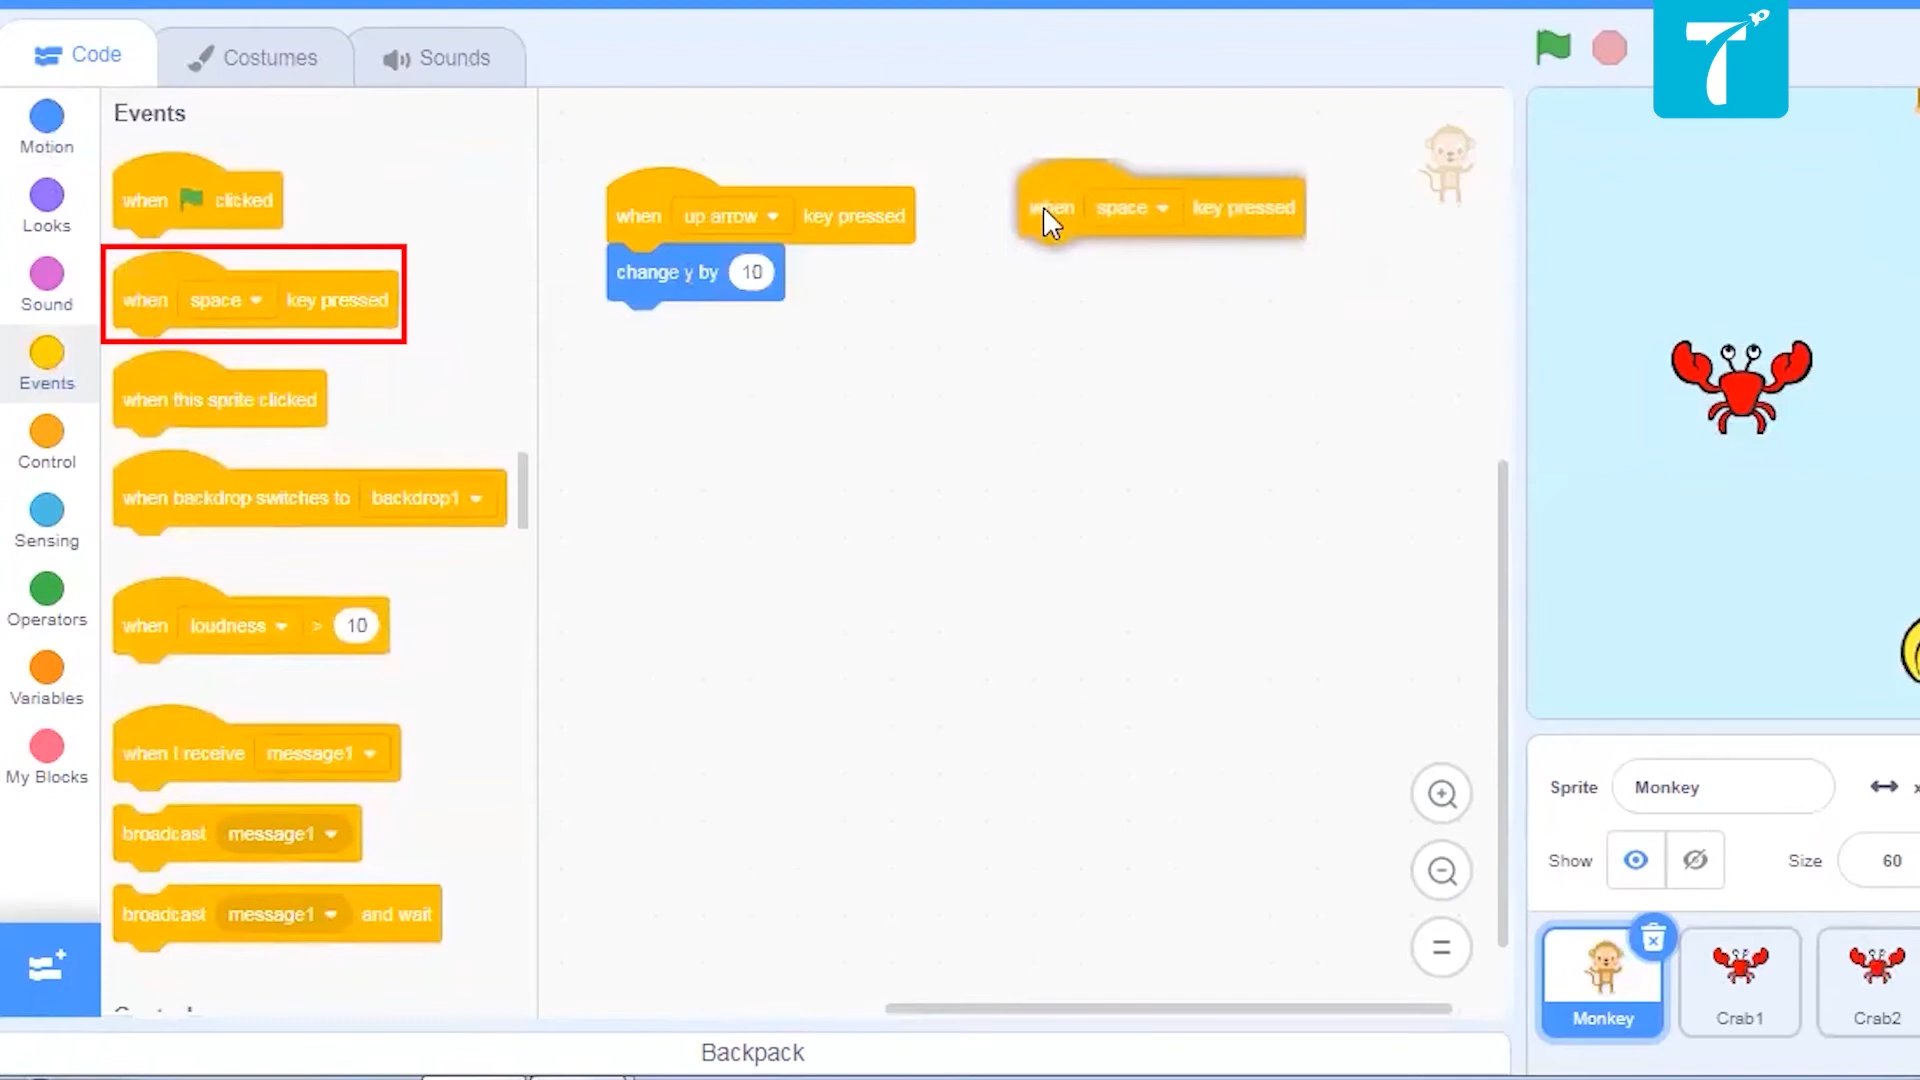 Code
Costumes
Sounds
Motion
Looks
Sound
Events
Control
Sensing
Operators
Variables
My Blocks
Events
when clicked
when space key pressed
when this sprite clicked
when backdrop switches to backdrop1
when loudness > 10
when I receive message1
broadcast message1
broadcast message1 and wait
when up arrow key pressed
change y by 10
when space key pressed
T
Sprite Monkey
x
Show
Size 60
Monkey
Crab1
Crab2
Backpack